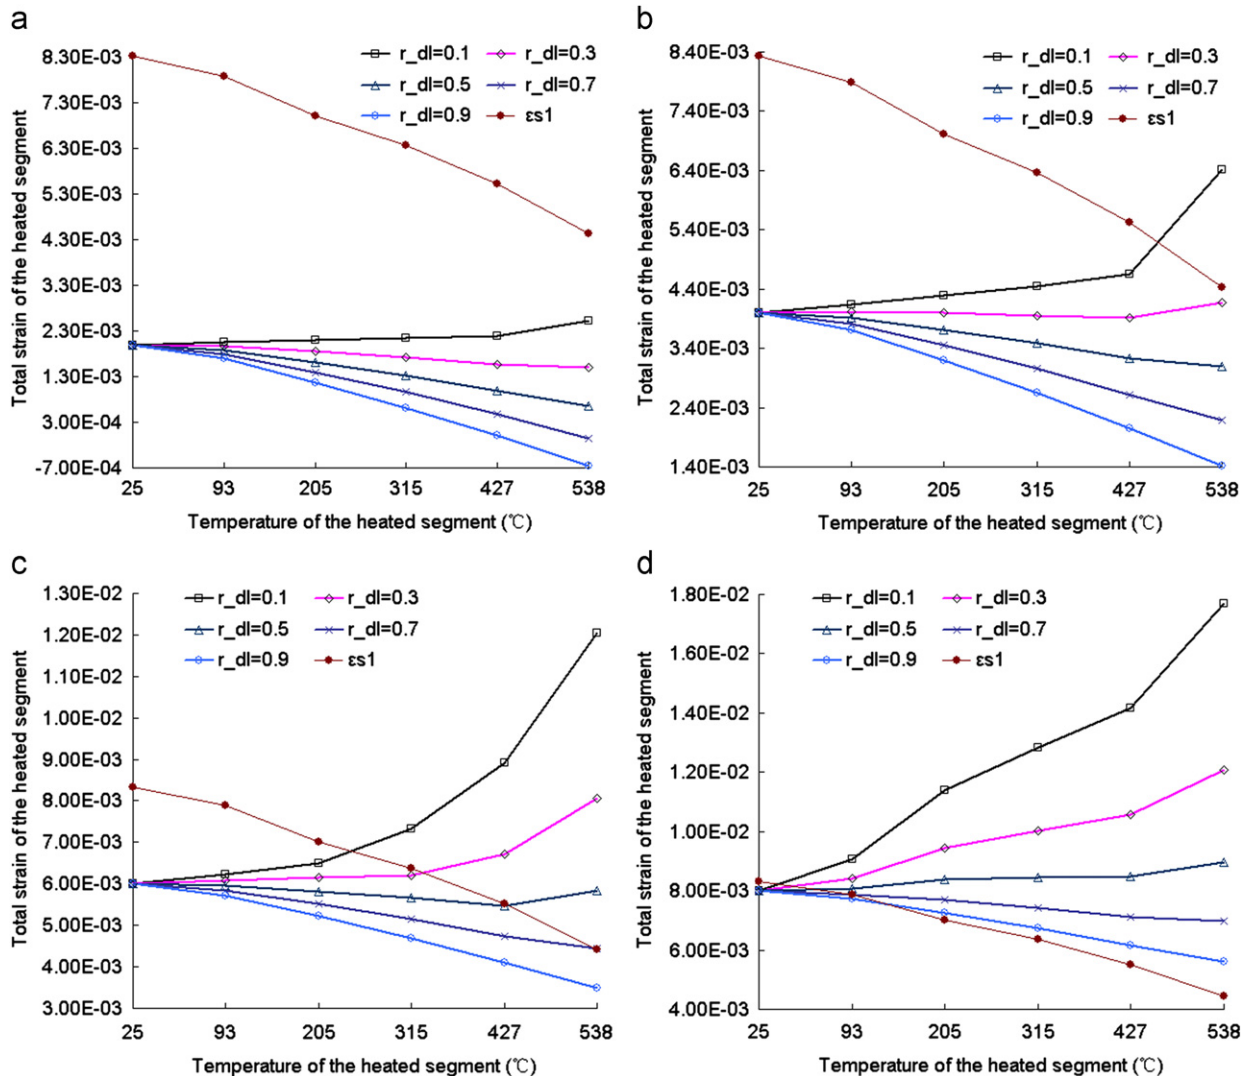 a
8.30E-03
7.30E-03
6.30E-03
5.30E-03
4.30E-03
3.30E-03
2.30E-03
1.30E-03
3.00E-04
-7.00E-04
Total strain of the heated segment
r_dl=0.1 r_dl=0.3
r_dl=0.5 r_dl=0.7
r_dl=0.9 εs1
25 93 205 315 427 538
Temperature of the heated segment (℃)
b
8.40E-03
7.40E-03
6.40E-03
5.40E-03
4.40E-03
3.40E-03
2.40E-03
1.40E-03
Total strain of the heated segment
r_dl=0.1 r_dl=0.3
r_dl=0.5 r_dl=0.7
r_dl=0.9 εs1
25 93 205 315 427 538
Temperature of the heated segment (℃)
c
1.30E-02
1.20E-02
1.10E-02
1.00E-02
9.00E-03
8.00E-03
7.00E-03
6.00E-03
5.00E-03
4.00E-03
3.00E-03
Total strain of the heated segment
r_dl=0.1 r_dl=0.3
r_dl=0.5 r_dl=0.7
r_dl=0.9 εs1
25 93 205 315 427 538
Temperature of the heated segment (℃)
d
1.80E-02
1.60E-02
1.40E-02
1.20E-02
1.00E-02
8.00E-03
6.00E-03
4.00E-03
Total strain of the heated segment
r_dl=0.1 r_dl=0.3
r_dl=0.5 r_dl=0.7
r_dl=0.9 εs1
25 93 205 315 427 538
Temperature of the heated segment (℃)